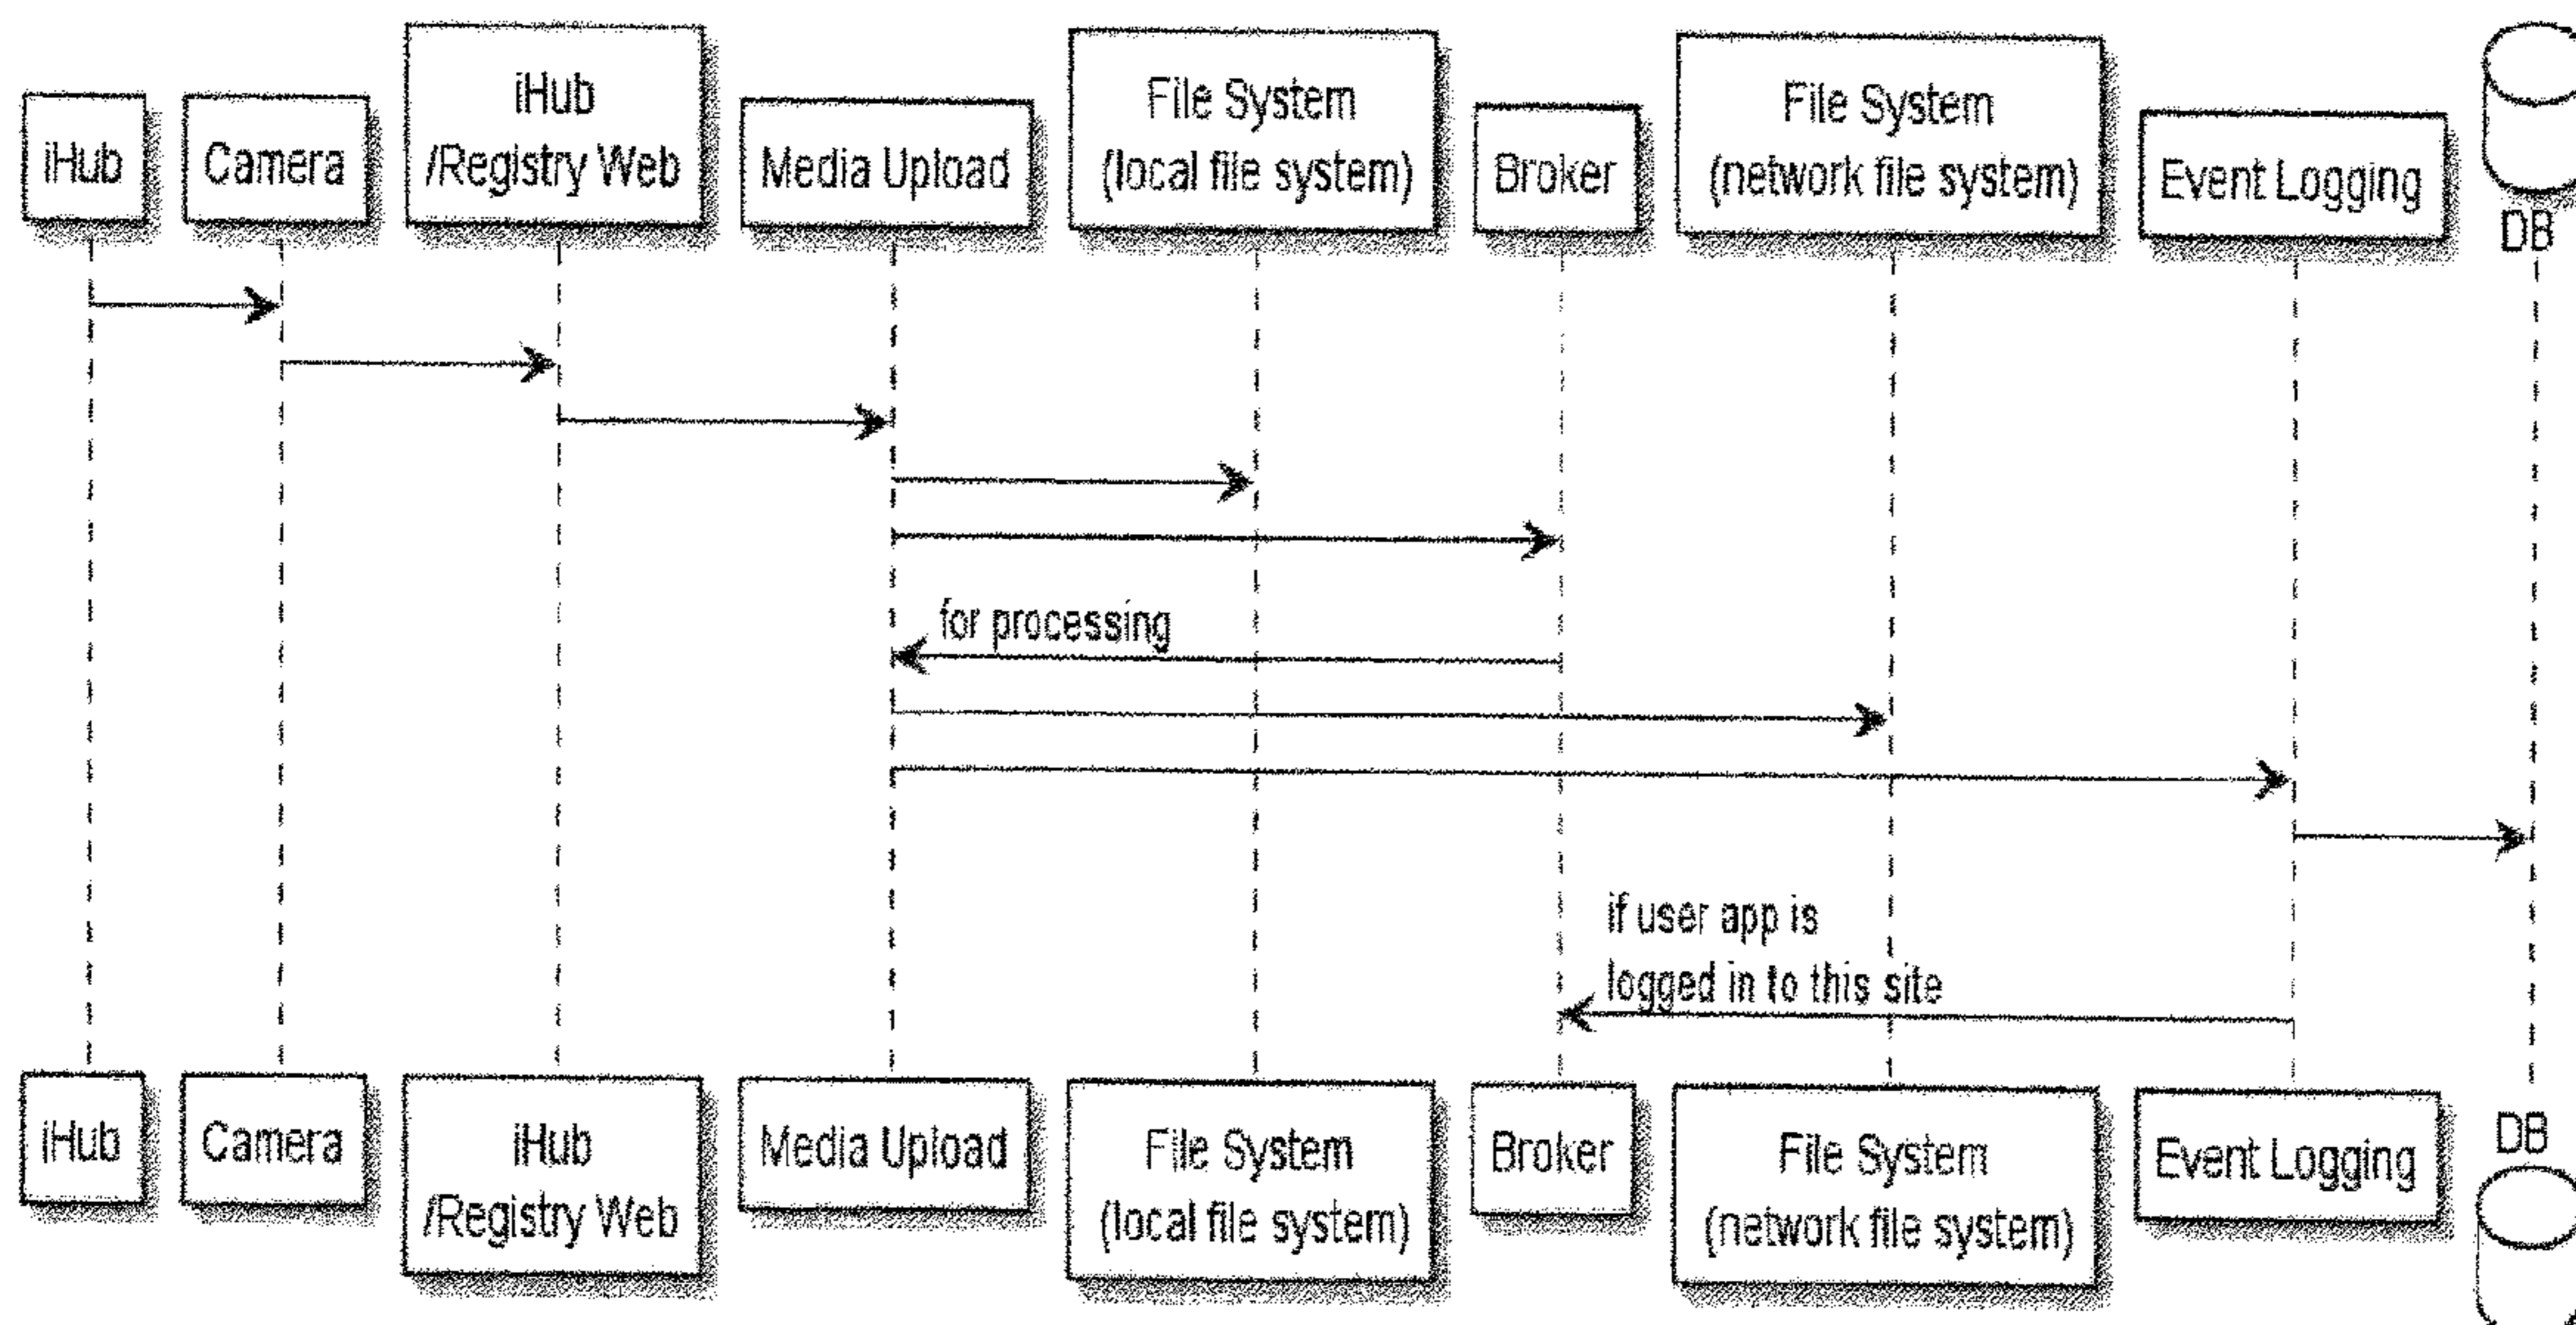 iHub
Camera
iHub
/Registry Web
Media Upload
File System
(local file system)
Broker
File System
(network file system)
Event Logging
DB
for processing
if user app is
logged in to this site
iHub
Camera
iHub
/Registry Web
Media Upload
File System
(local file system)
Broker
File System
(network file system)
Event Logging
DB